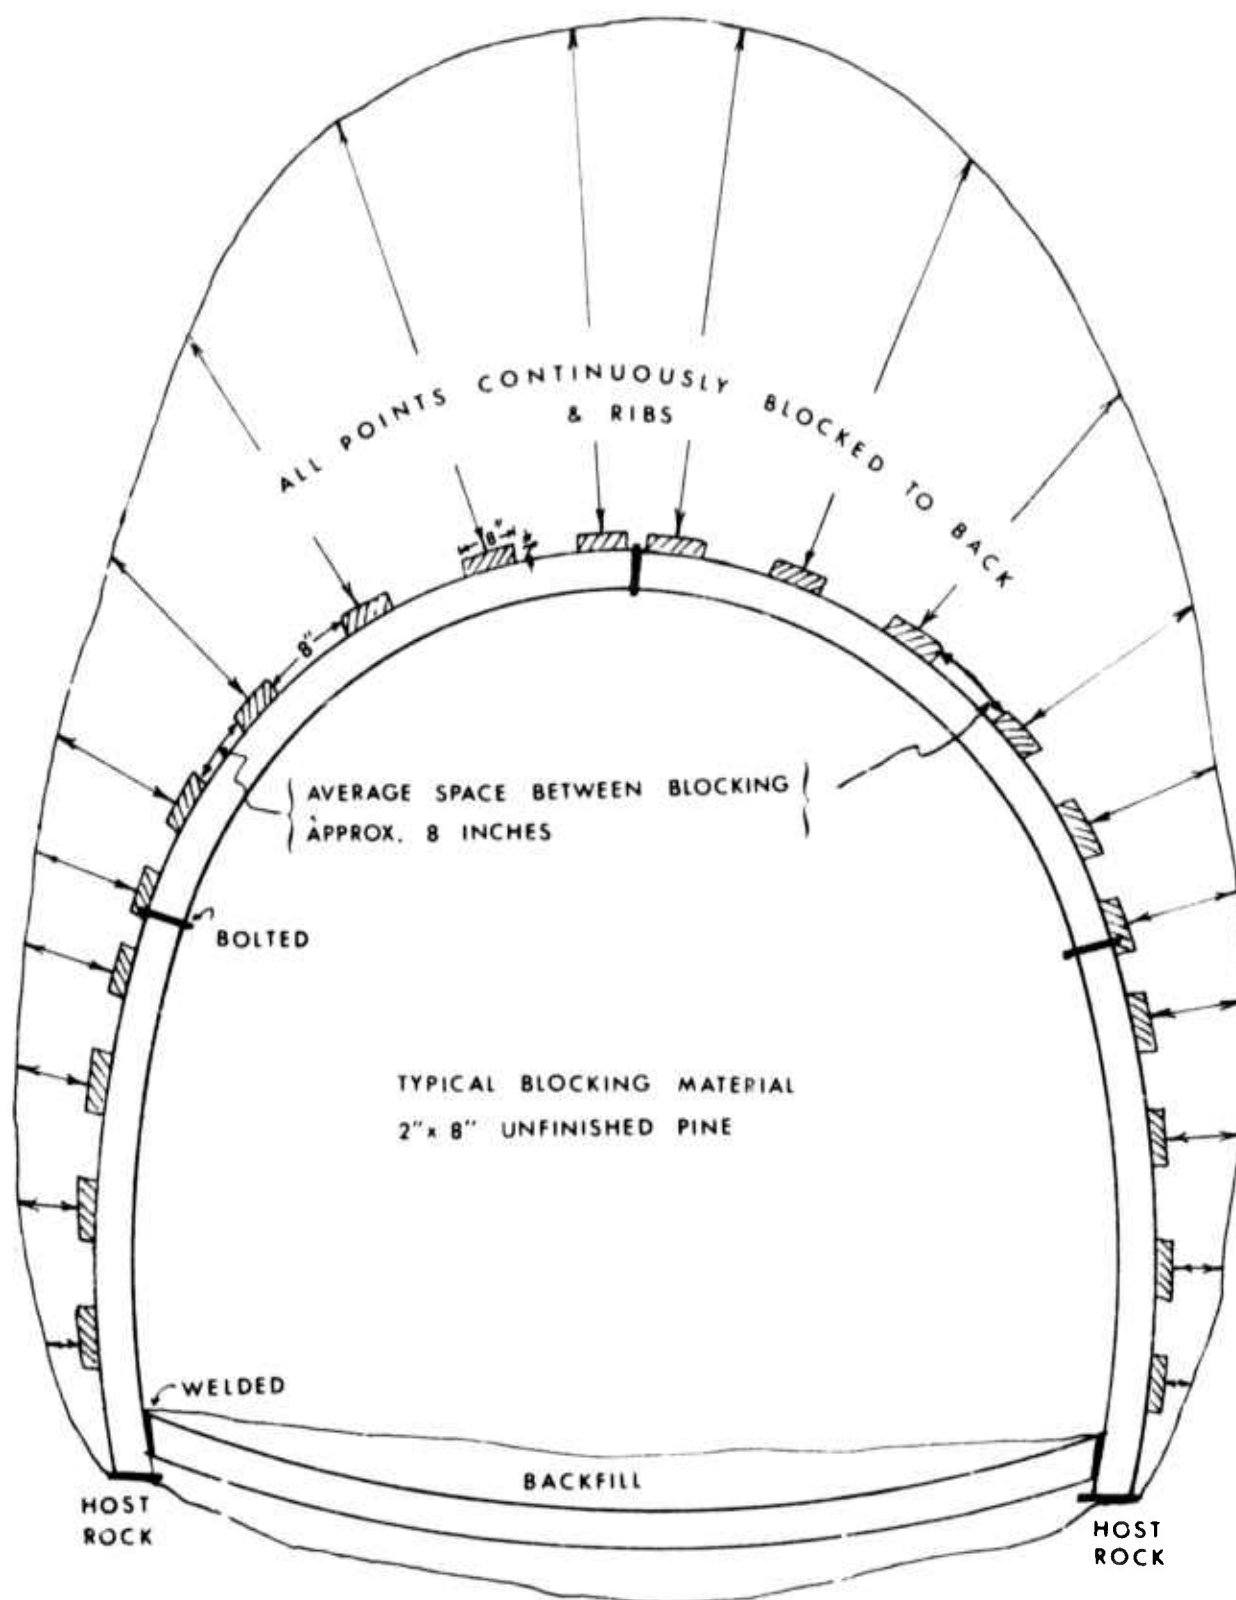 ALL POINTS CONTINUOUSLY BLOCKED TO BACK
& RIBS
8"
8"
AVERAGE SPACE BETWEEN BLOCKING
APPROX. 8 INCHES
BOLTED
TYPICAL BLOCKING MATERIAL
2" x 8" UNFINISHED PINE
WELDED
BACKFILL
HOST
ROCK
HOST
ROCK